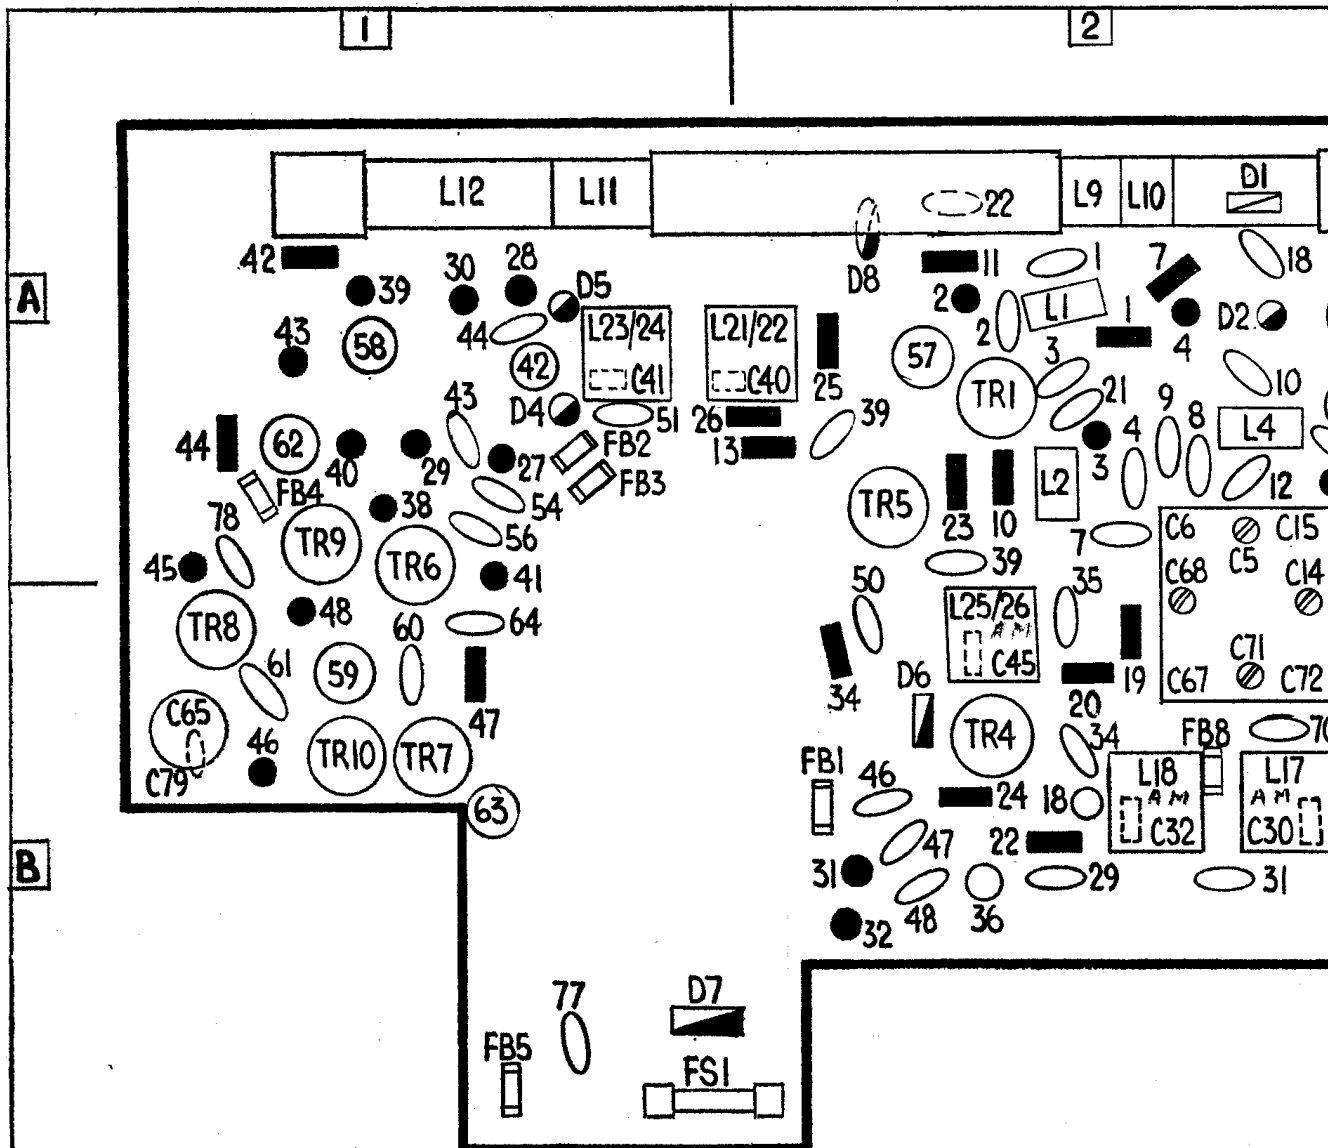 1 2
L12 L11 22 L9 L10 D1
42 39 30 28 D5 D8 11 1 7 18
A
43 58 44 L23/24 L21/22 2 2 L1 1 4 D2
42 C41 C40 25 57 3 10
43 D4 51 26 39 TR1 21 9
44 62 40 29 27 FB2 13 3 4 8 L4
FB4 38 54 FB3 TR5 23 10 L2 12
78 TR9 TR6 56 39 7 C6 C5 C15
45 41 50 35 C68 C14
TR8 48 60 64 L25/26
A M
C45
61 59 47 34 D6 20 19 C67 C71 C72
C65 46 TR10 TR7 TR4 34 FB8 70
C79 63 FB1 46 24 18 L18 L17
A M A M
C32 C30
B
31 47 22 29 31
32 48 36
77 D7
FB5 FS1